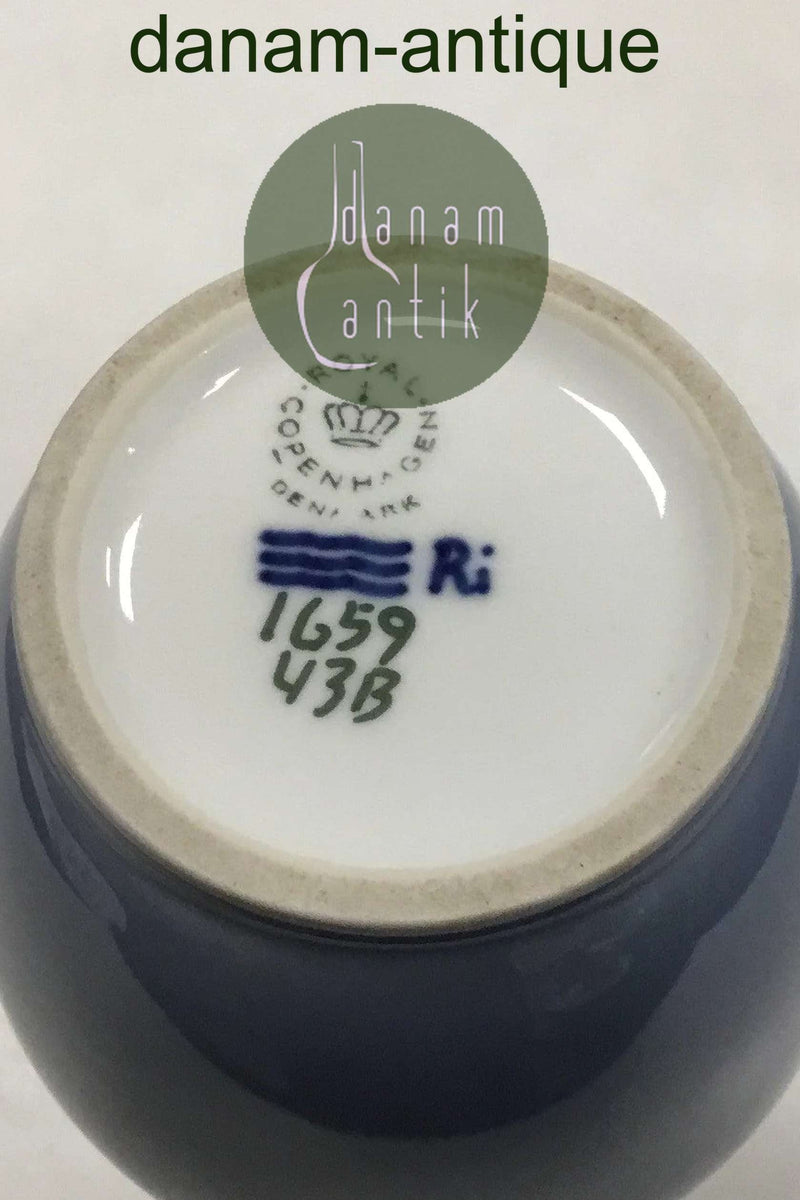 danam-antique
danam
antik
ROYAL
COPENHAGEN
DENMARK
Ri
1659
43B